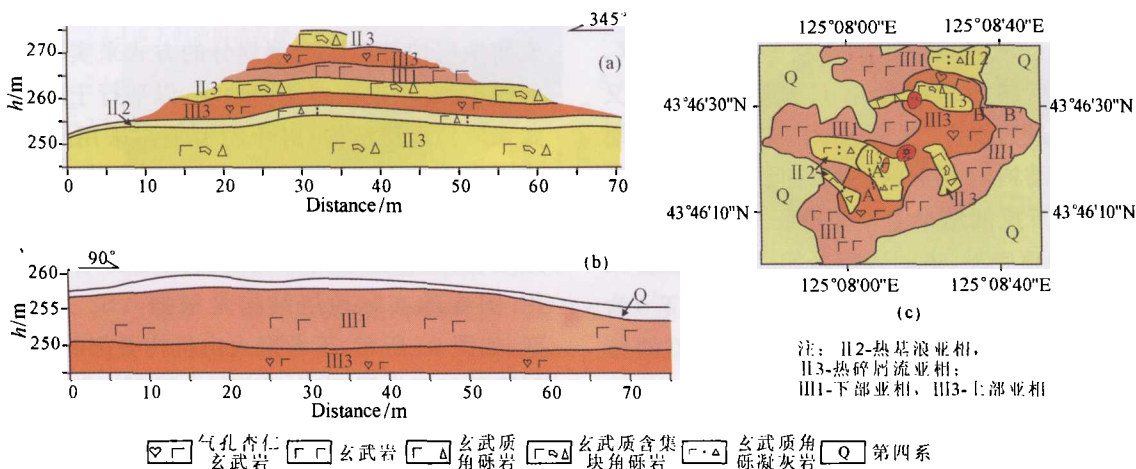 345°
(a)
h/m
270
260
250
II3
III3
III1
II3
II3
II2
III3
II3
0 10 20 30 40 50 60 70
Distance/m
90°
(b)
h/m
260
255
250
Q
III1
III3
0 10 20 30 40 50 60 70
Distance/m
125°08'00"E 125°08'40"E
43°46'30"N 43°46'30"N
43°46'10"N 43°46'10"N
Q III1 II2 Q
II3
III3 B B'
III1 III1
II3
II2 A
Q A' II3
III1 Q
125°08'00"E 125°08'40"E
(c)
注: II2-热基浪亚相,
II3-热碎屑流亚相;
III1-下部亚相, III3-上部亚相
气孔杏仁玄武岩
玄武岩
玄武质角砾岩
玄武质含集块角砾岩
玄武质角砾凝灰岩
Q 第四系